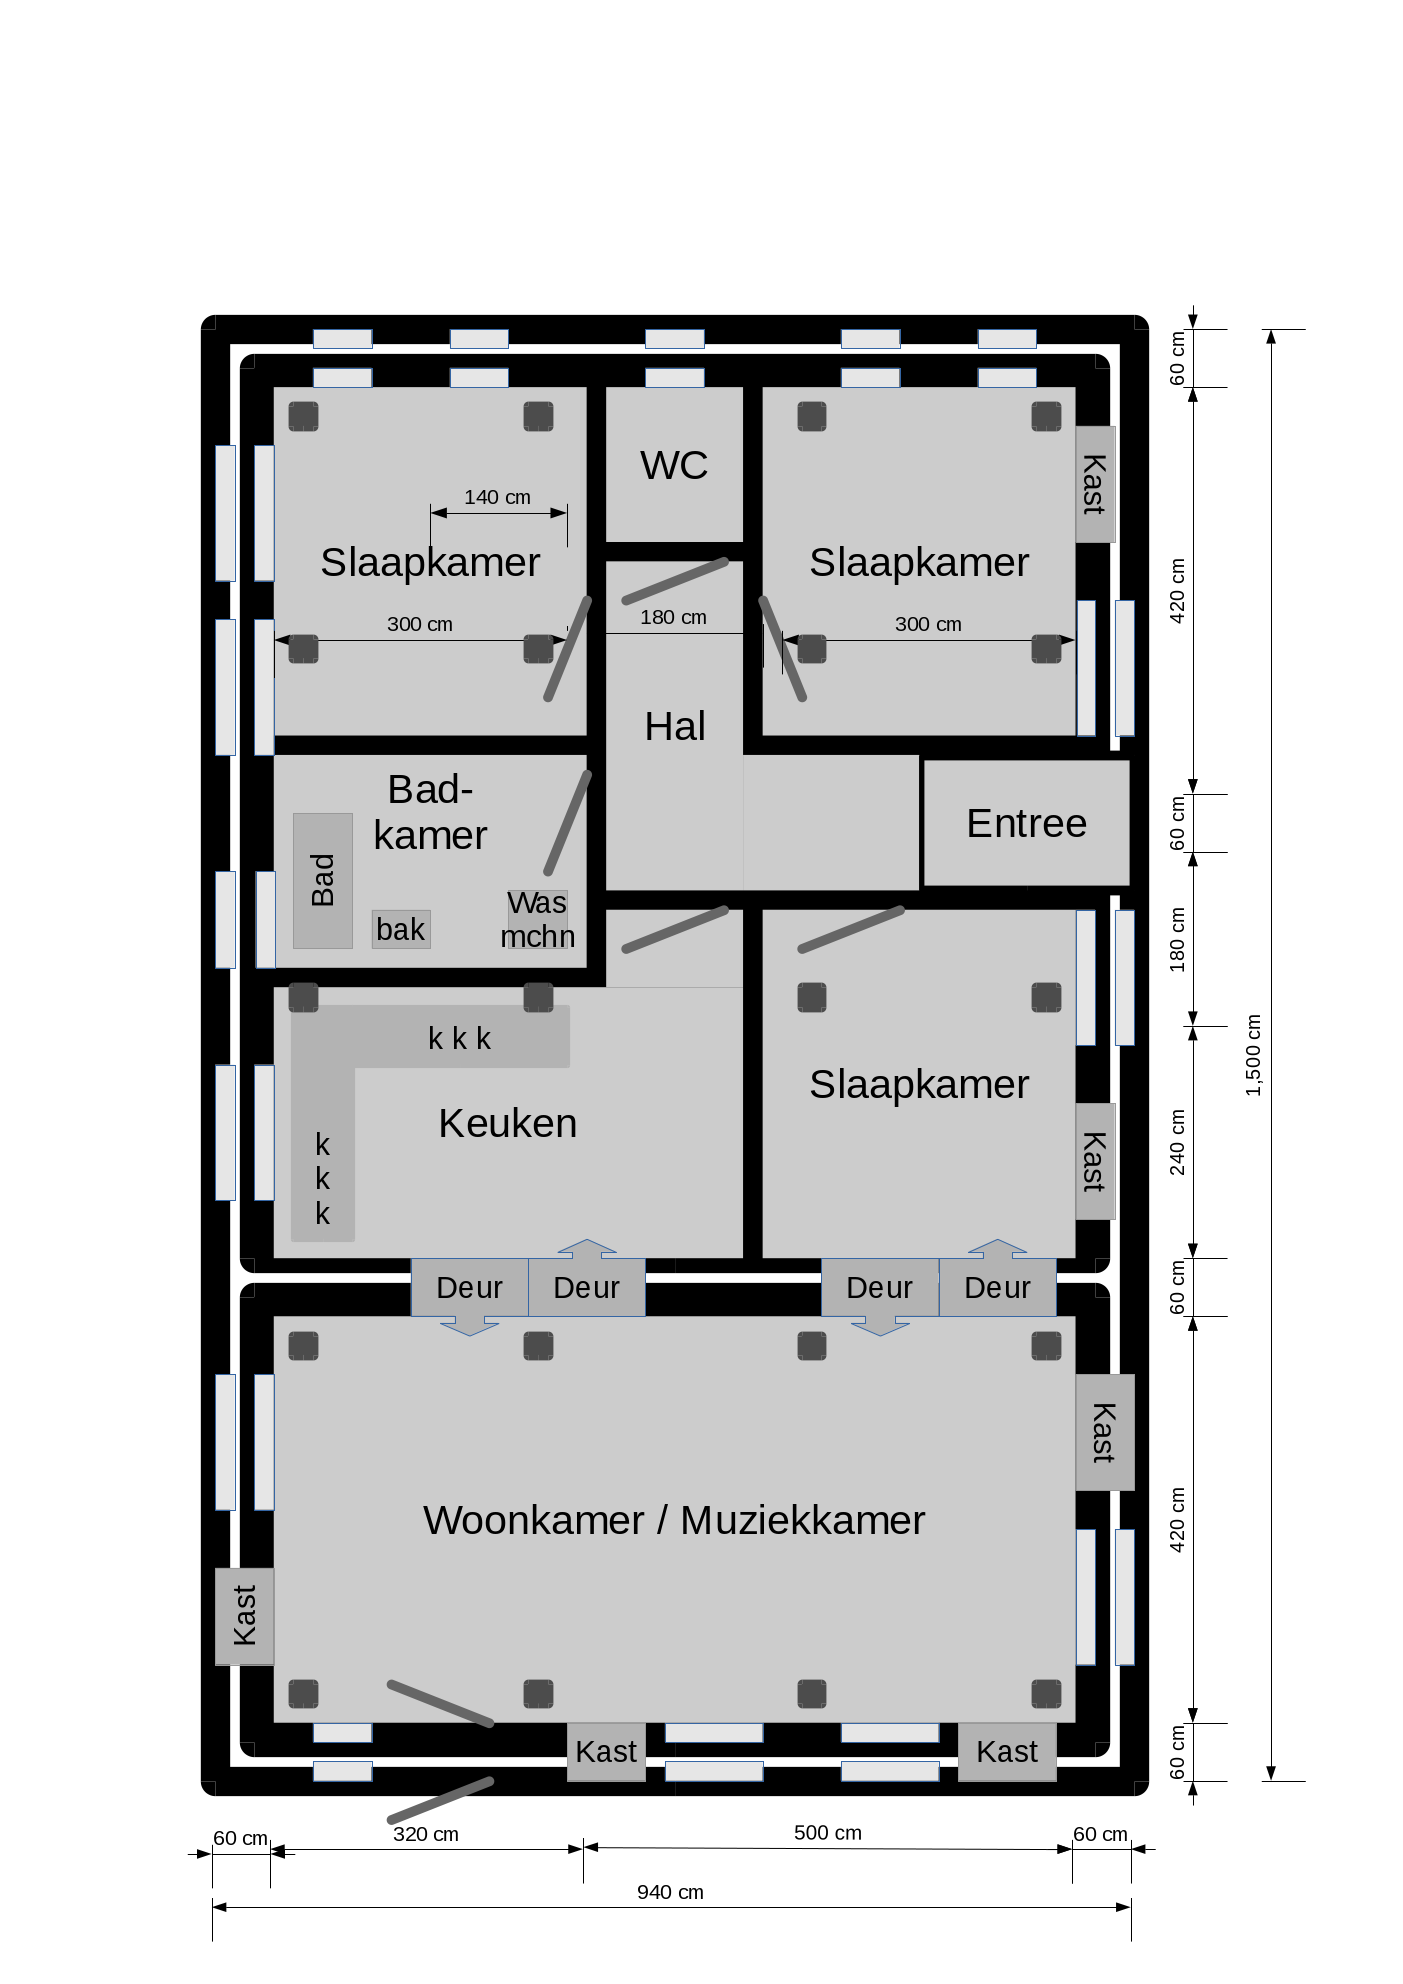 60 cm
WC
Kast
140 cm
Slaapkamer
Slaapkamer
420 cm
300 cm
180 cm
300 cm
Hal
Bad-
kamer
Entree
60 cm
Bad
bak
Was
mchn
180 cm
k k k
1,500 cm
Slaapkamer
Keuken
k
k
k
Kast
240 cm
Deur
Deur
Deur
Deur
60 cm
Kast
Woonkamer / Muziekkamer
420 cm
Kast
Kast
Kast
60 cm
60 cm
320 cm
500 cm
60 cm
940 cm